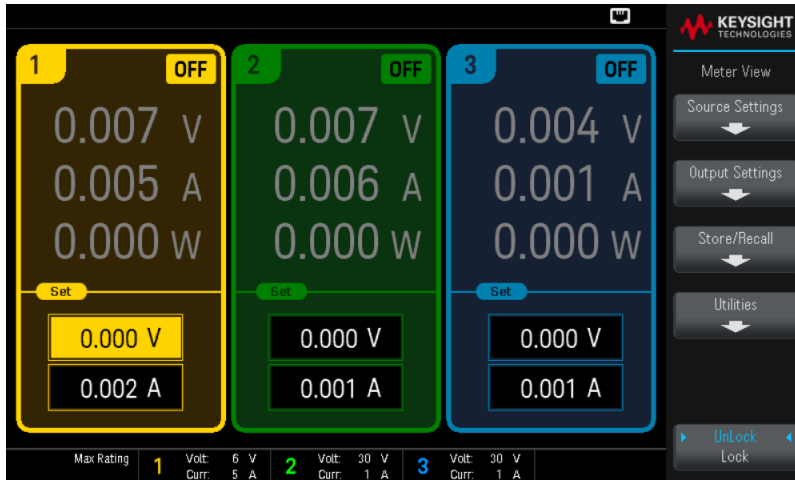 KEYSIGHT
TECHNOLOGIES
Meter View
Source Settings
Output Settings
Store/Recall
Utilities
UnLock
Lock
1 OFF
0.007 V
0.005 A
0.000 W
Set
0.000 V
0.002 A
2 OFF
0.007 V
0.006 A
0.000 W
Set
0.000 V
0.001 A
3 OFF
0.004 V
0.001 A
0.000 W
Set
0.000 V
0.001 A
Max Rating
1 Volt: 6 V
Curr: 5 A
2 Volt: 30 V
Curr: 1 A
3 Volt: 30 V
Curr: 1 A